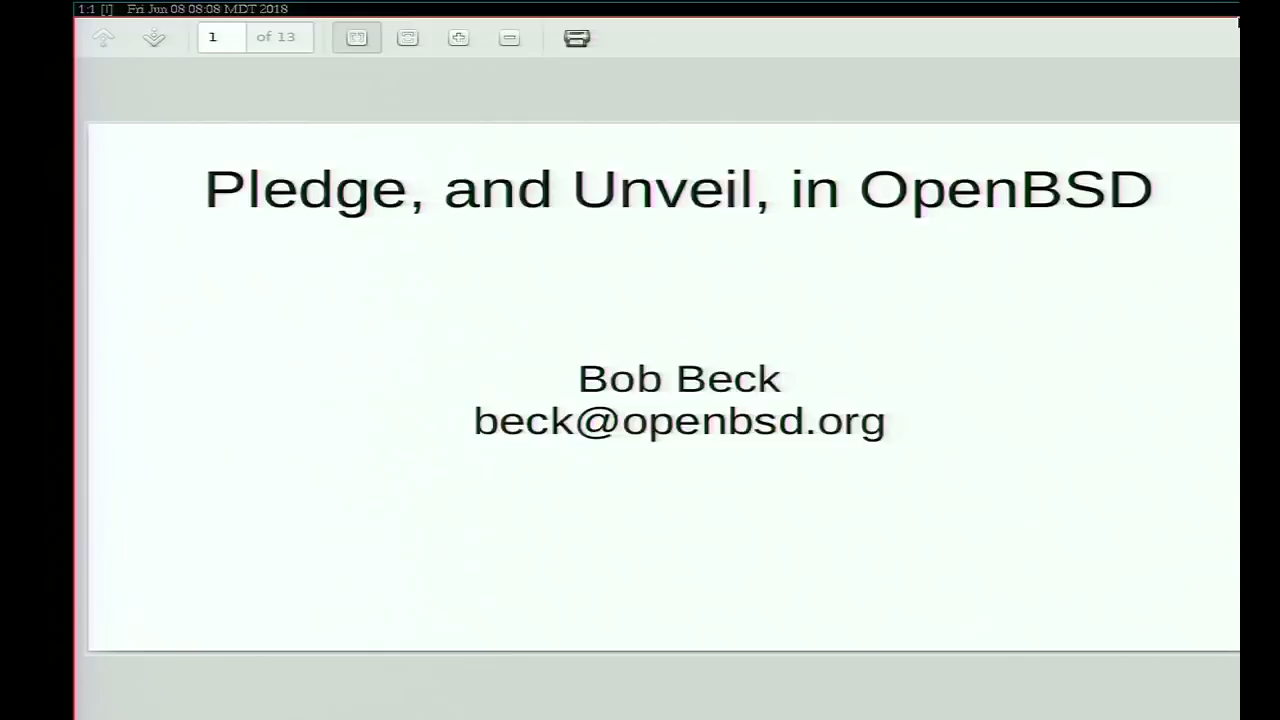 1:1 [i] Fri Jun 08 08:08 MDT 2018
1 of 13
Pledge, and Unveil, in OpenBSD
Bob Beck
beck@openbsd.org